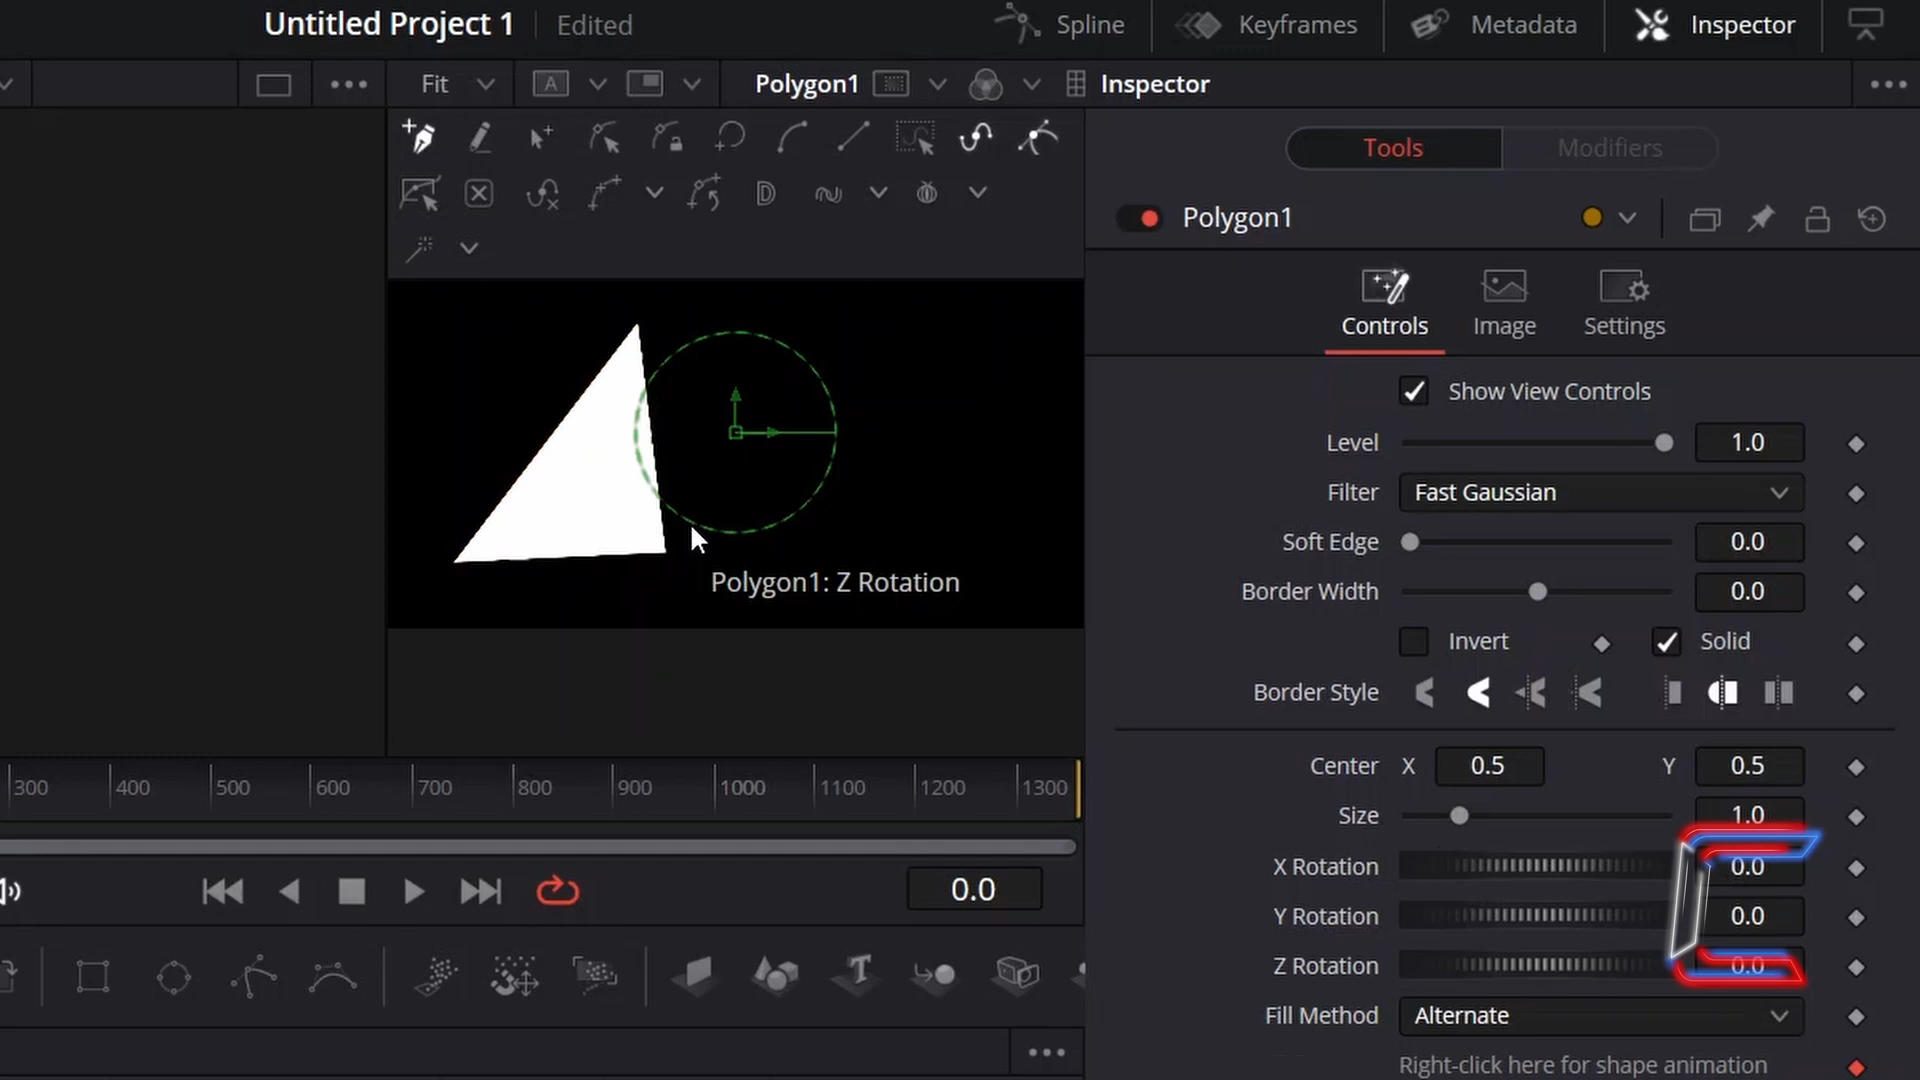 Untitled Project 1 Edited Spline Keyframes Metadata Inspector
Fit A Polygon1 Inspector
Tools Modifiers
Polygon1
Controls Image Settings
Show View Controls
Level 1.0
Filter Fast Gaussian
Soft Edge 0.0
Polygon1: Z Rotation
Border Width 0.0
Invert Solid
Border Style
Center X 0.5 Y 0.5
300 400 500 600 700 800 900 1000 1100 1200 1300
Size 1.0
X Rotation 0.0
0.0
Y Rotation 0.0
Z Rotation 0.0
Fill Method Alternate
Right-click here for shape animation